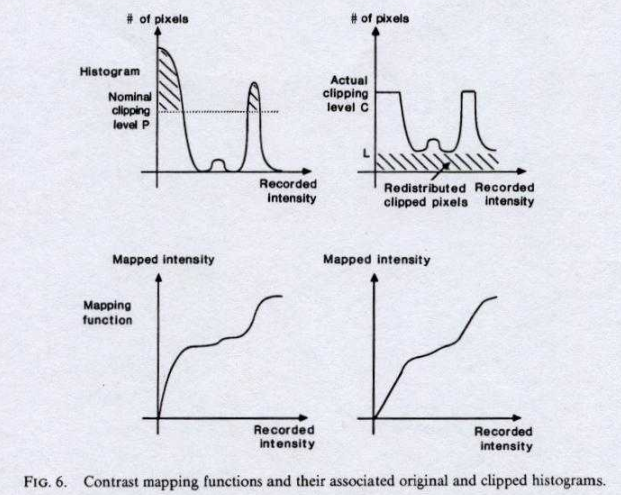 # of pixels
Histogram
Nominal
clipping
level P
Recorded
intensity
# of pixels
Actual
clipping
level C
L
Redistributed
clipped pixels
Recorded
intensity
Mapped intensity
Mapping
function
Recorded
intensity
Mapped intensity
Recorded
intensity
FIG. 6. Contrast mapping functions and their associated original and clipped histograms.